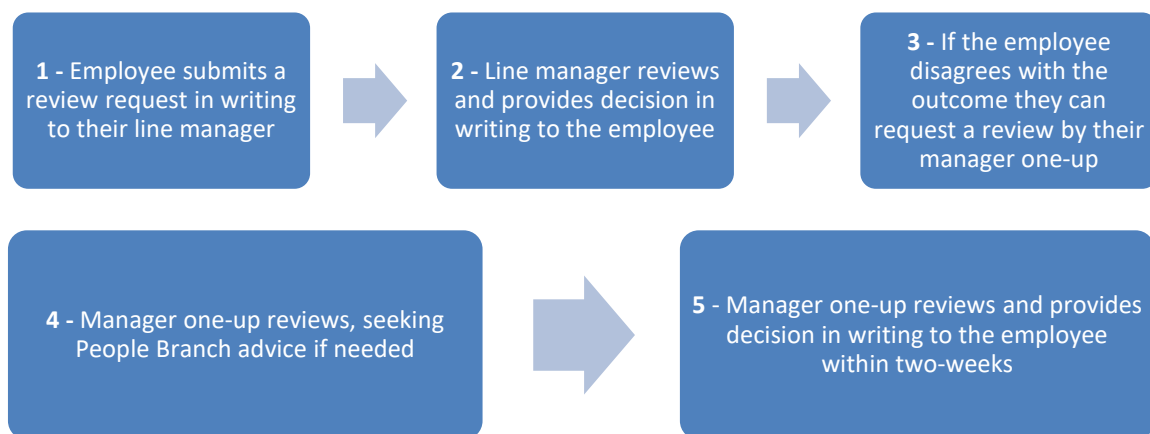 1 - Employee submits a
review request in writing
to their line manager
2 - Line manager reviews
and provides decision in
writing to the employee
3 - If the employee
disagrees with the
outcome they can
request a review by their
manager one-up
4 - Manager one-up reviews, seeking
People Branch advice if needed
5 - Manager one-up reviews and provides
decision in writing to the employee
within two-weeks